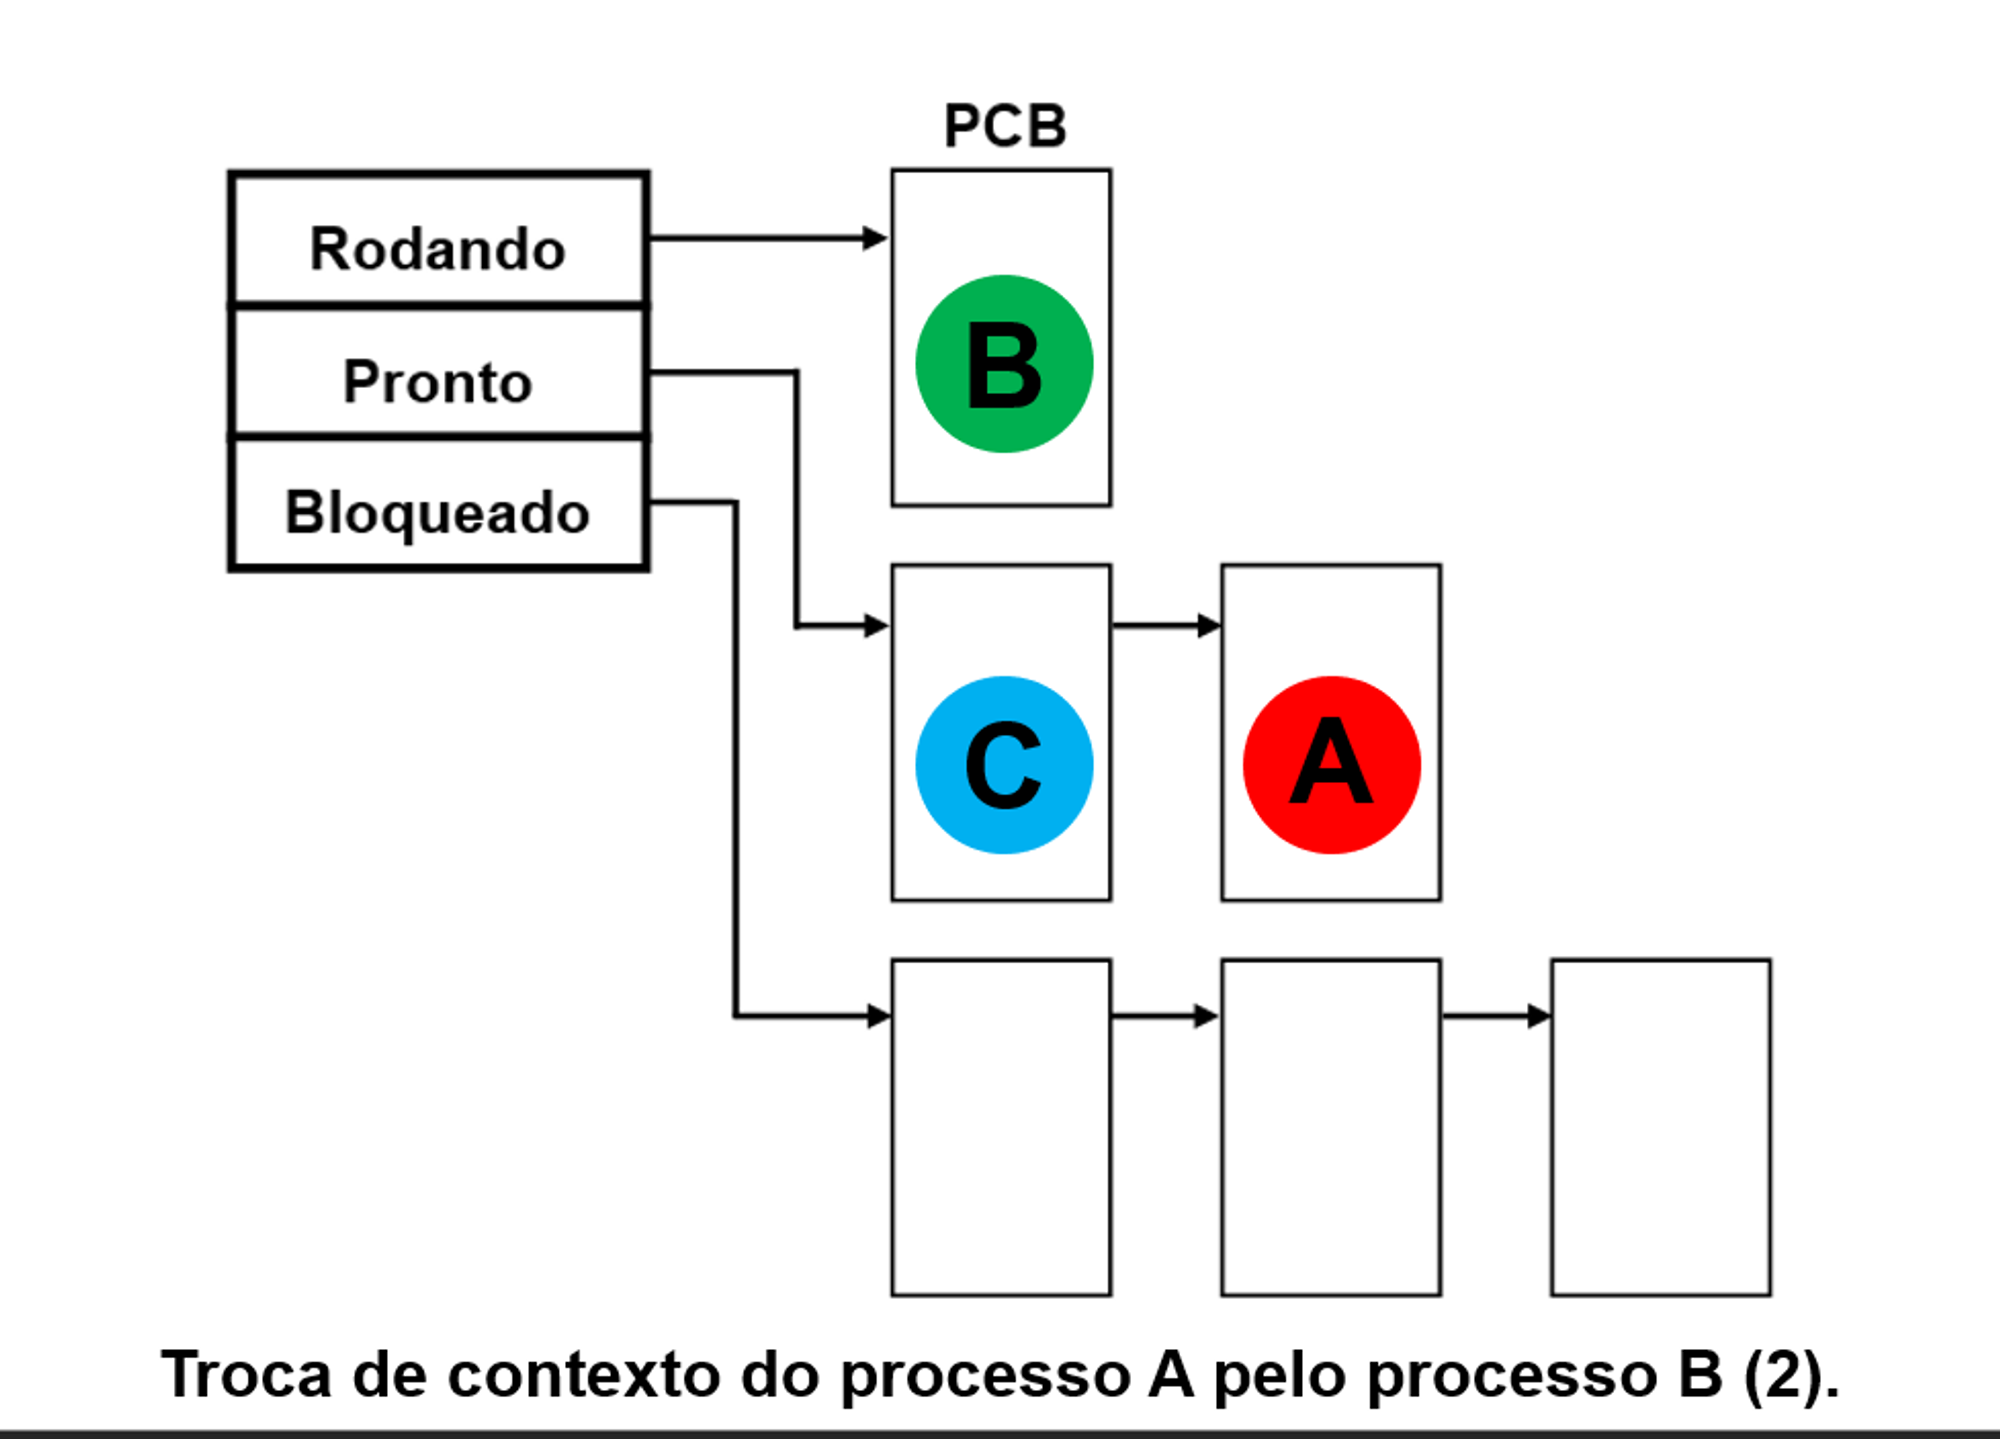 PCB
Rodando
Pronto
Bloqueado
B
C
A
Troca de contexto do processo A pelo processo B (2).